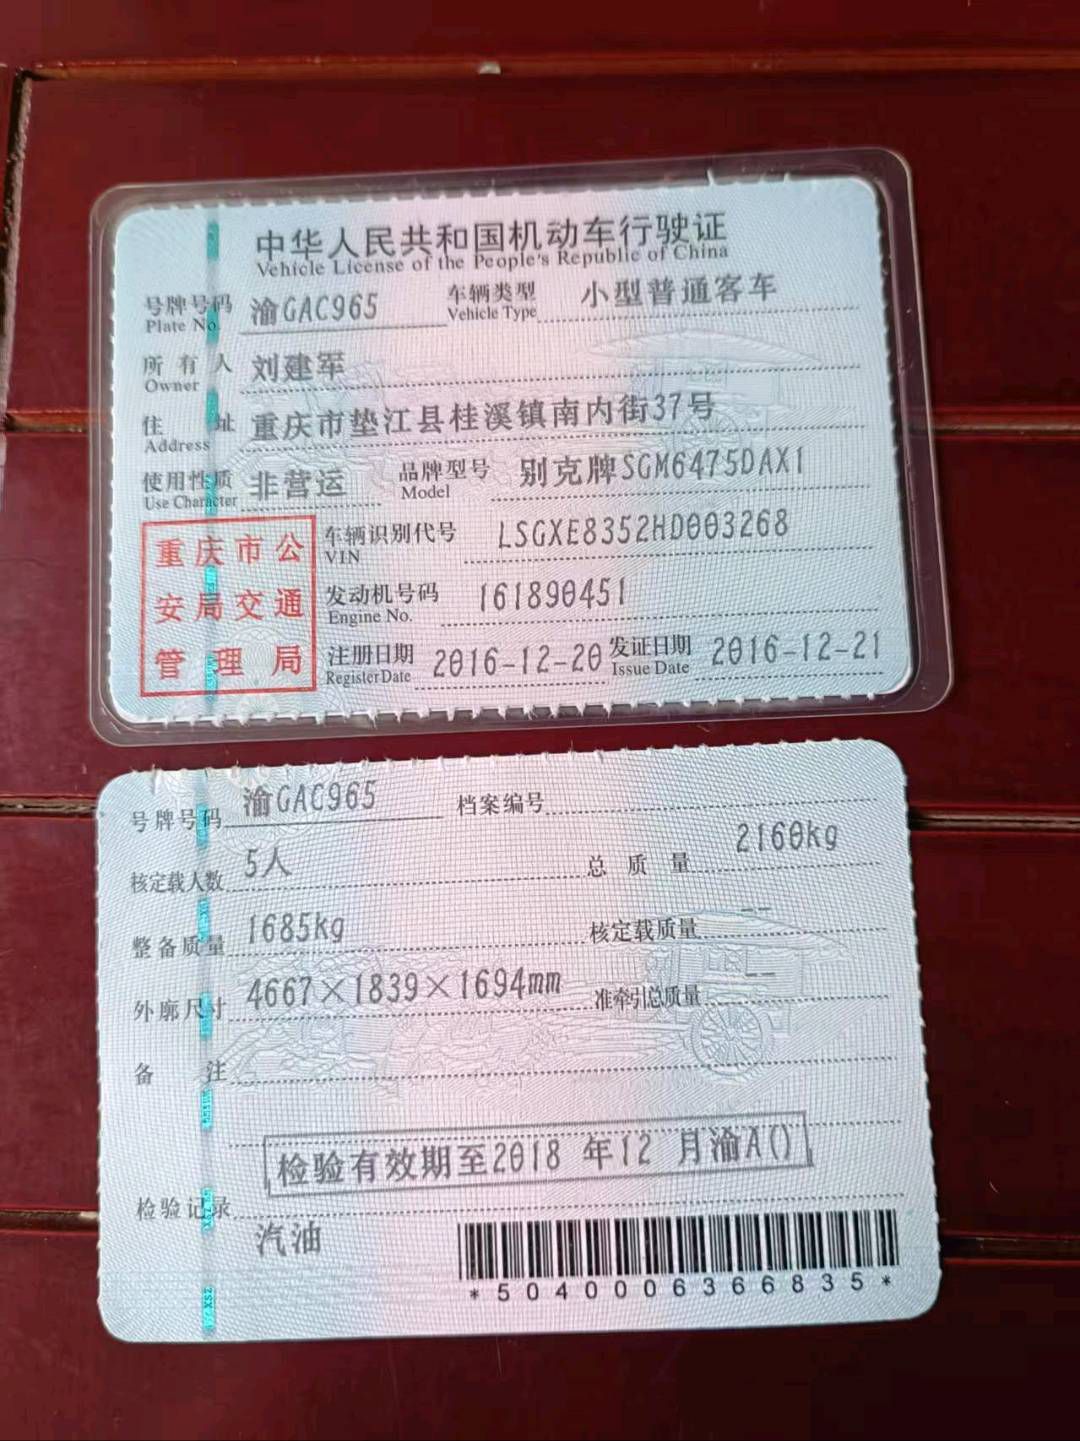 中华人民共和国机动车行驶证
Vehicle License of the People's Republic of China
号牌号码 渝GAC965 车辆类型 小型普通客车
Plate No. Vehicle Type
所有人 刘建军
Owner
住址 重庆市垫江县桂溪镇南内街37号
Address
使用性质 非营运 品牌型号 别克牌SGM6475DAX1
Use Character Model
重庆市公
安局交通
管理局
车辆识别代号 LSGXE8352HD003268
VIN
发动机号码 161890451
Engine No.
注册日期 2016-12-20 发证日期 2016-12-21
Register Date Issue Date
号牌号码 渝GAC965 档案编号
核定载人数 5人 总质量 2160kg
整备质量 1685kg 核定载质量 --
外廓尺寸 4667×1839×1694mm 准牵引总质量 --
备注
检验有效期至2018 年12 月渝A()
检验记录
汽油
*5040006366835*